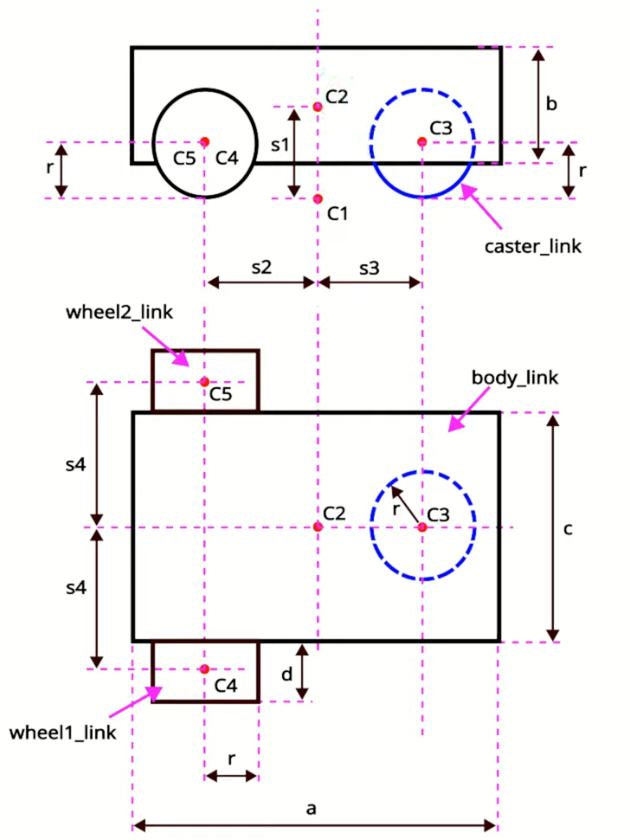 C2
b
s1
C3
r
C5 C4
r
C1
caster_link
s2
s3
wheel2_link
body_link
C5
s4
C2
r
C3
c
s4
d
C4
wheel1_link
r
a